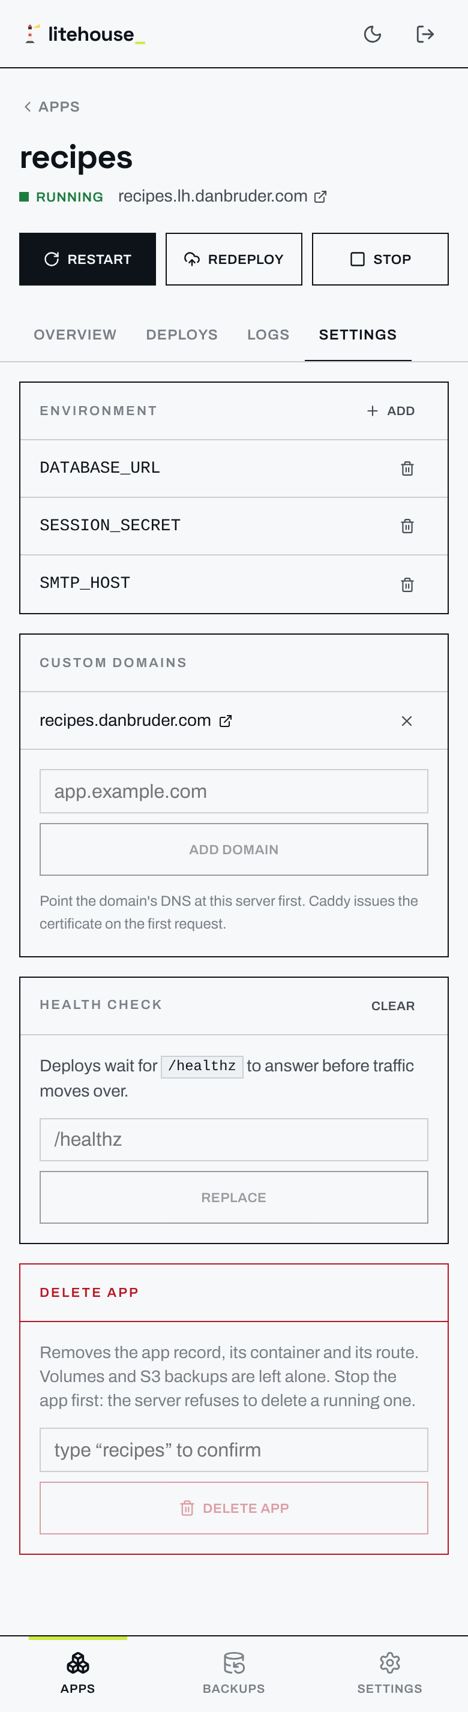 litehouse_
APPS
recipes
RUNNING recipes.lh.danbruder.com
RESTART REDEPLOY STOP
OVERVIEW DEPLOYS LOGS SETTINGS
ENVIRONMENT ADD
DATABASE_URL
SESSION_SECRET
SMTP_HOST
CUSTOM DOMAINS
recipes.danbruder.com
app.example.com
ADD DOMAIN
Point the domain's DNS at this server first. Caddy issues the
certificate on the first request.
HEALTH CHECK CLEAR
Deploys wait for /healthz to answer before traffic
moves over.
/healthz
REPLACE
DELETE APP
Removes the app record, its container and its route.
Volumes and S3 backups are left alone. Stop the
app first: the server refuses to delete a running one.
type “recipes” to confirm
DELETE APP
APPS BACKUPS SETTINGS